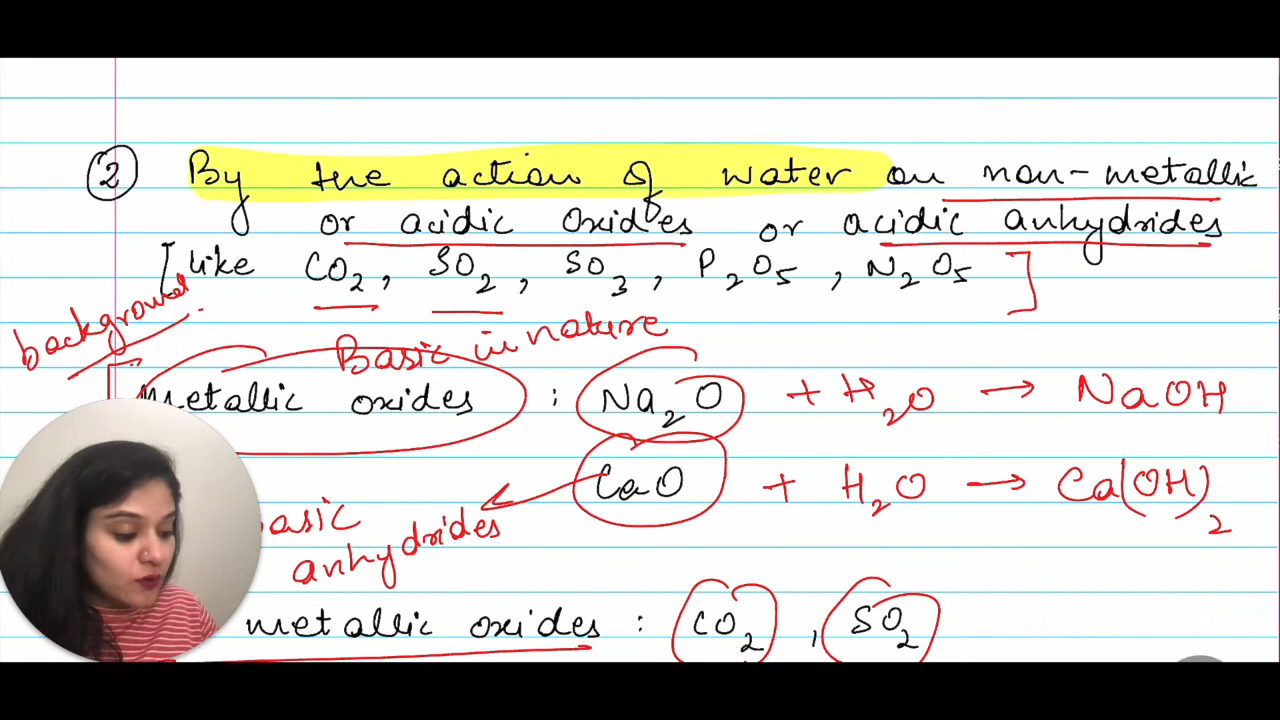 ② By the action of water on non-metallic
or acidic oxides or acidic anhydrides
[like CO₂, SO₂, SO₃, P₂O₅, N₂O₅]
background
Basic in nature
metallic oxides : Na₂O + H₂O → NaOH
CaO + H₂O → Ca(OH)₂
anhydrides
metallic oxides : CO₂, SO₂